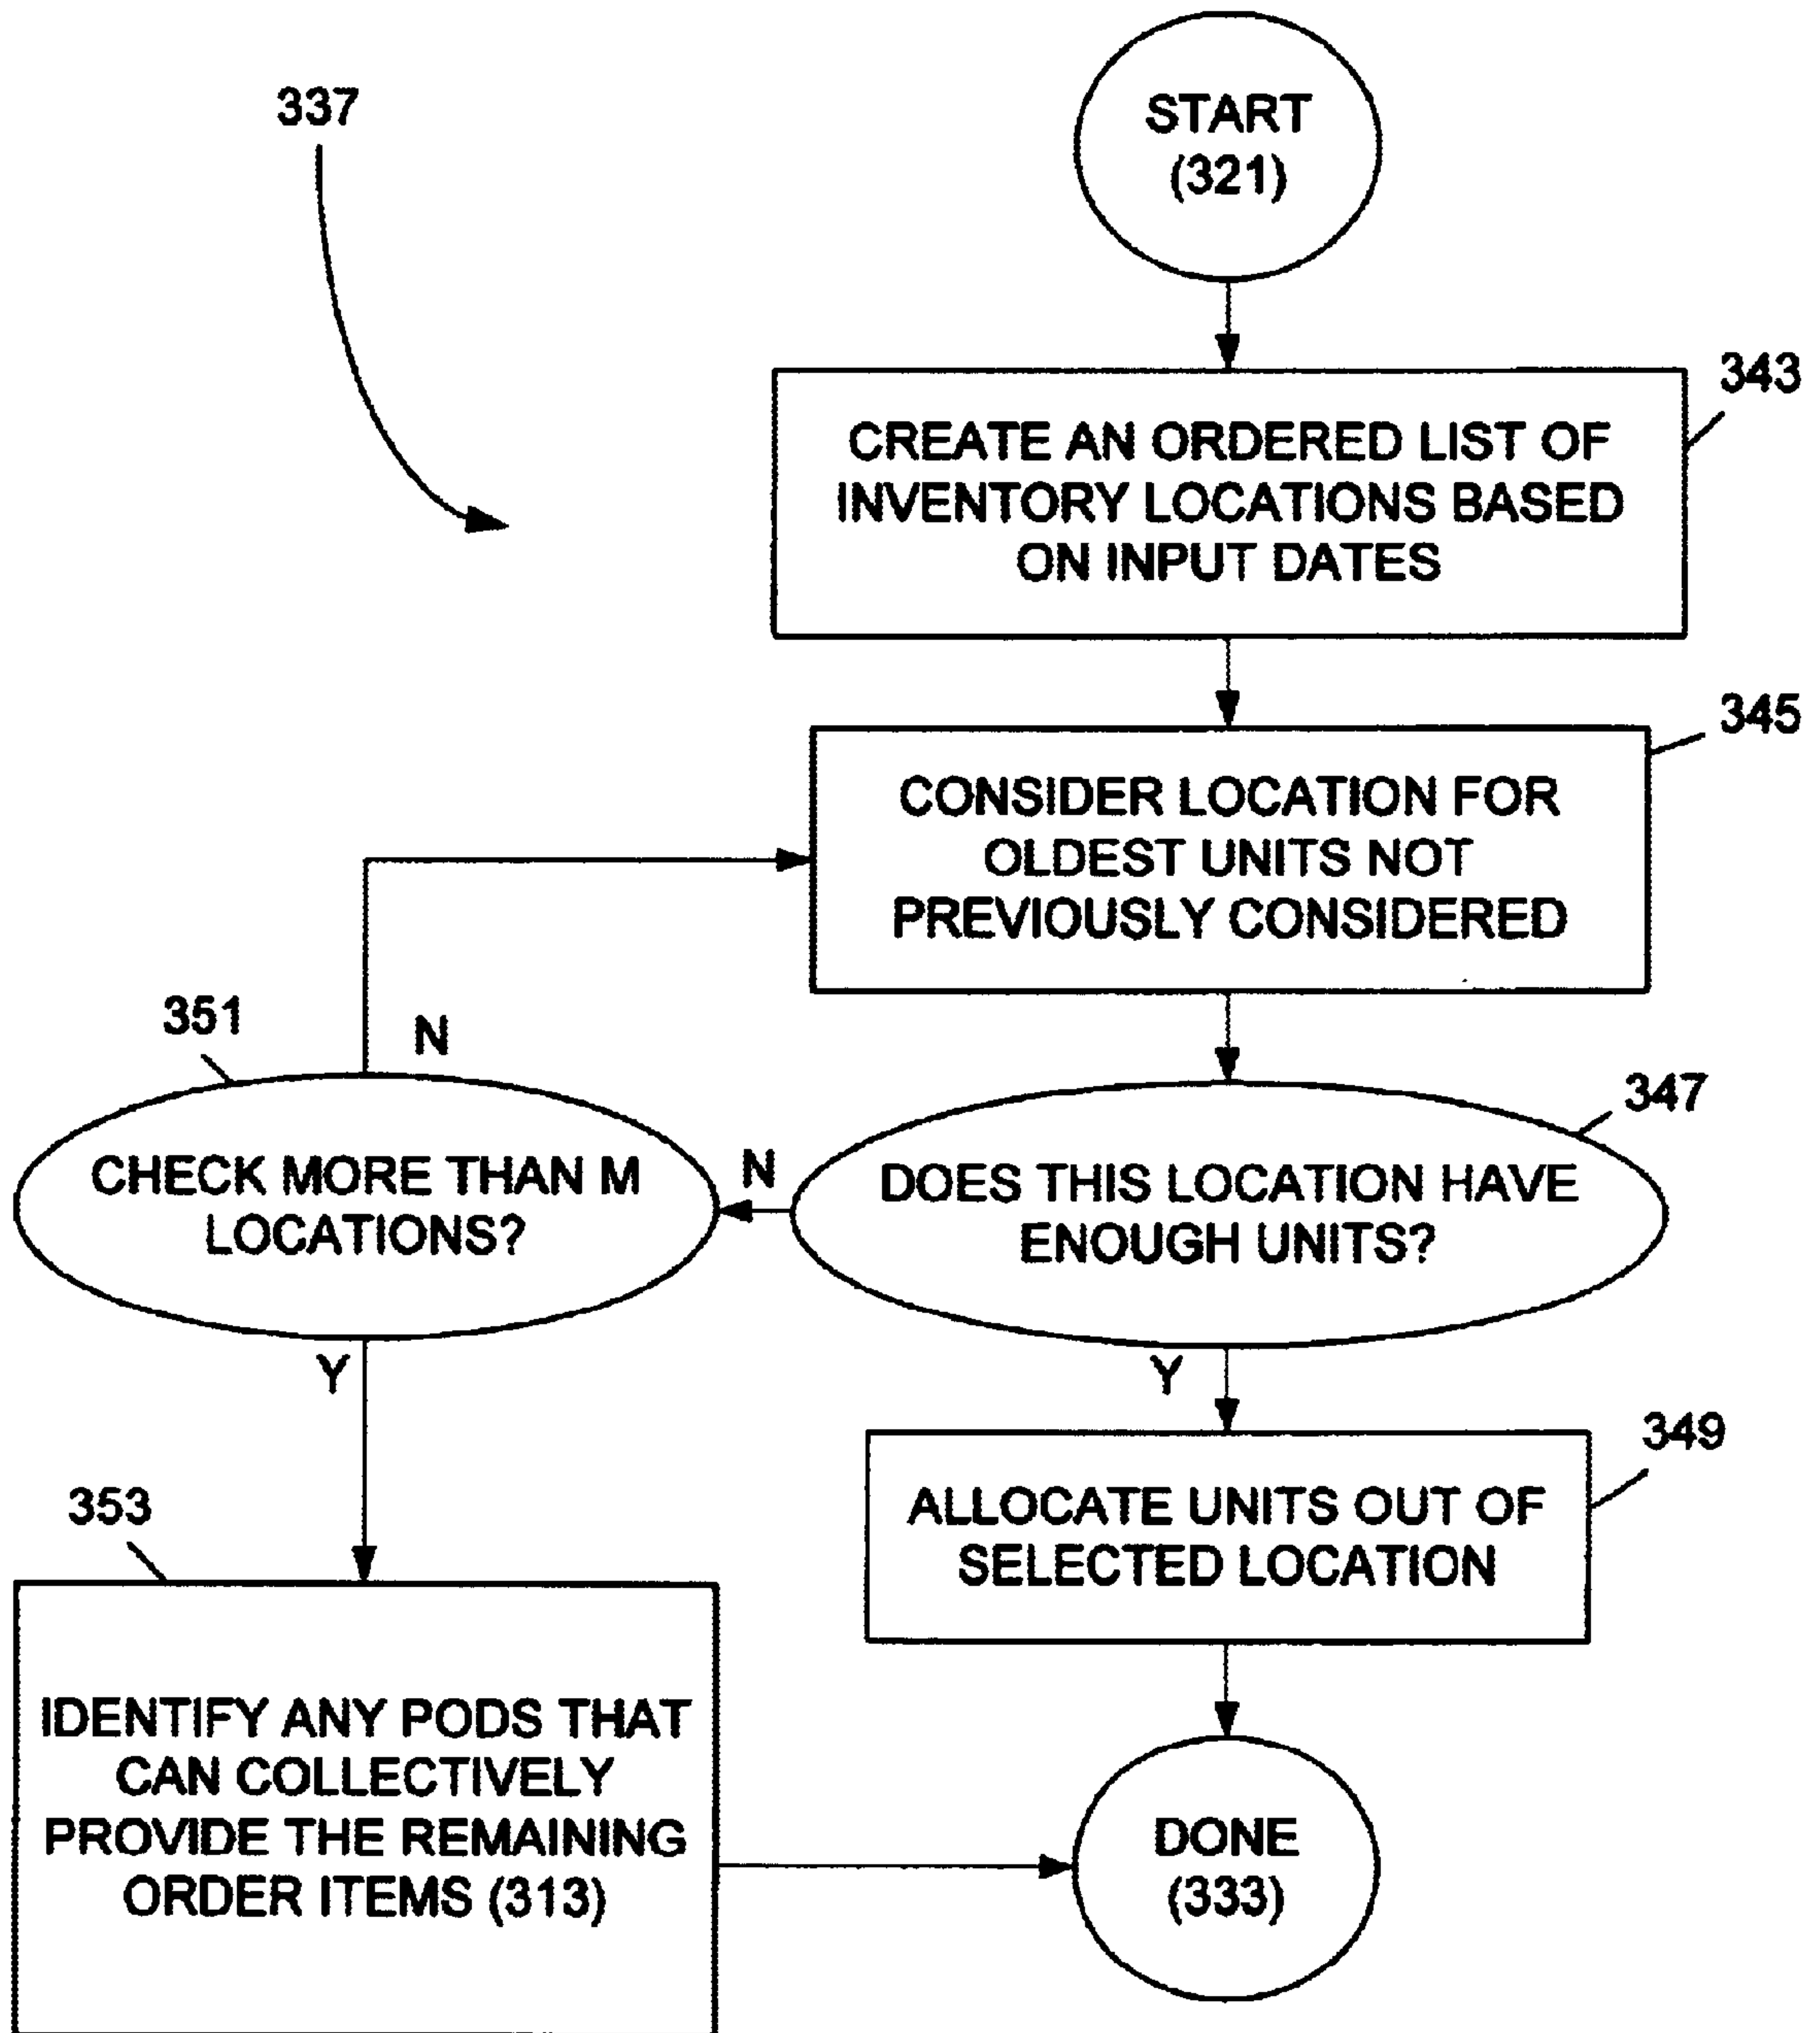 337
START
(321)
343
CREATE AN ORDERED LIST OF
INVENTORY LOCATIONS BASED
ON INPUT DATES
345
CONSIDER LOCATION FOR
OLDEST UNITS NOT
PREVIOUSLY CONSIDERED
351
N
347
CHECK MORE THAN M
LOCATIONS?
N
DOES THIS LOCATION HAVE
ENOUGH UNITS?
Y
Y
349
ALLOCATE UNITS OUT OF
SELECTED LOCATION
353
IDENTIFY ANY PODS THAT
CAN COLLECTIVELY
PROVIDE THE REMAINING
ORDER ITEMS (313)
DONE
(333)